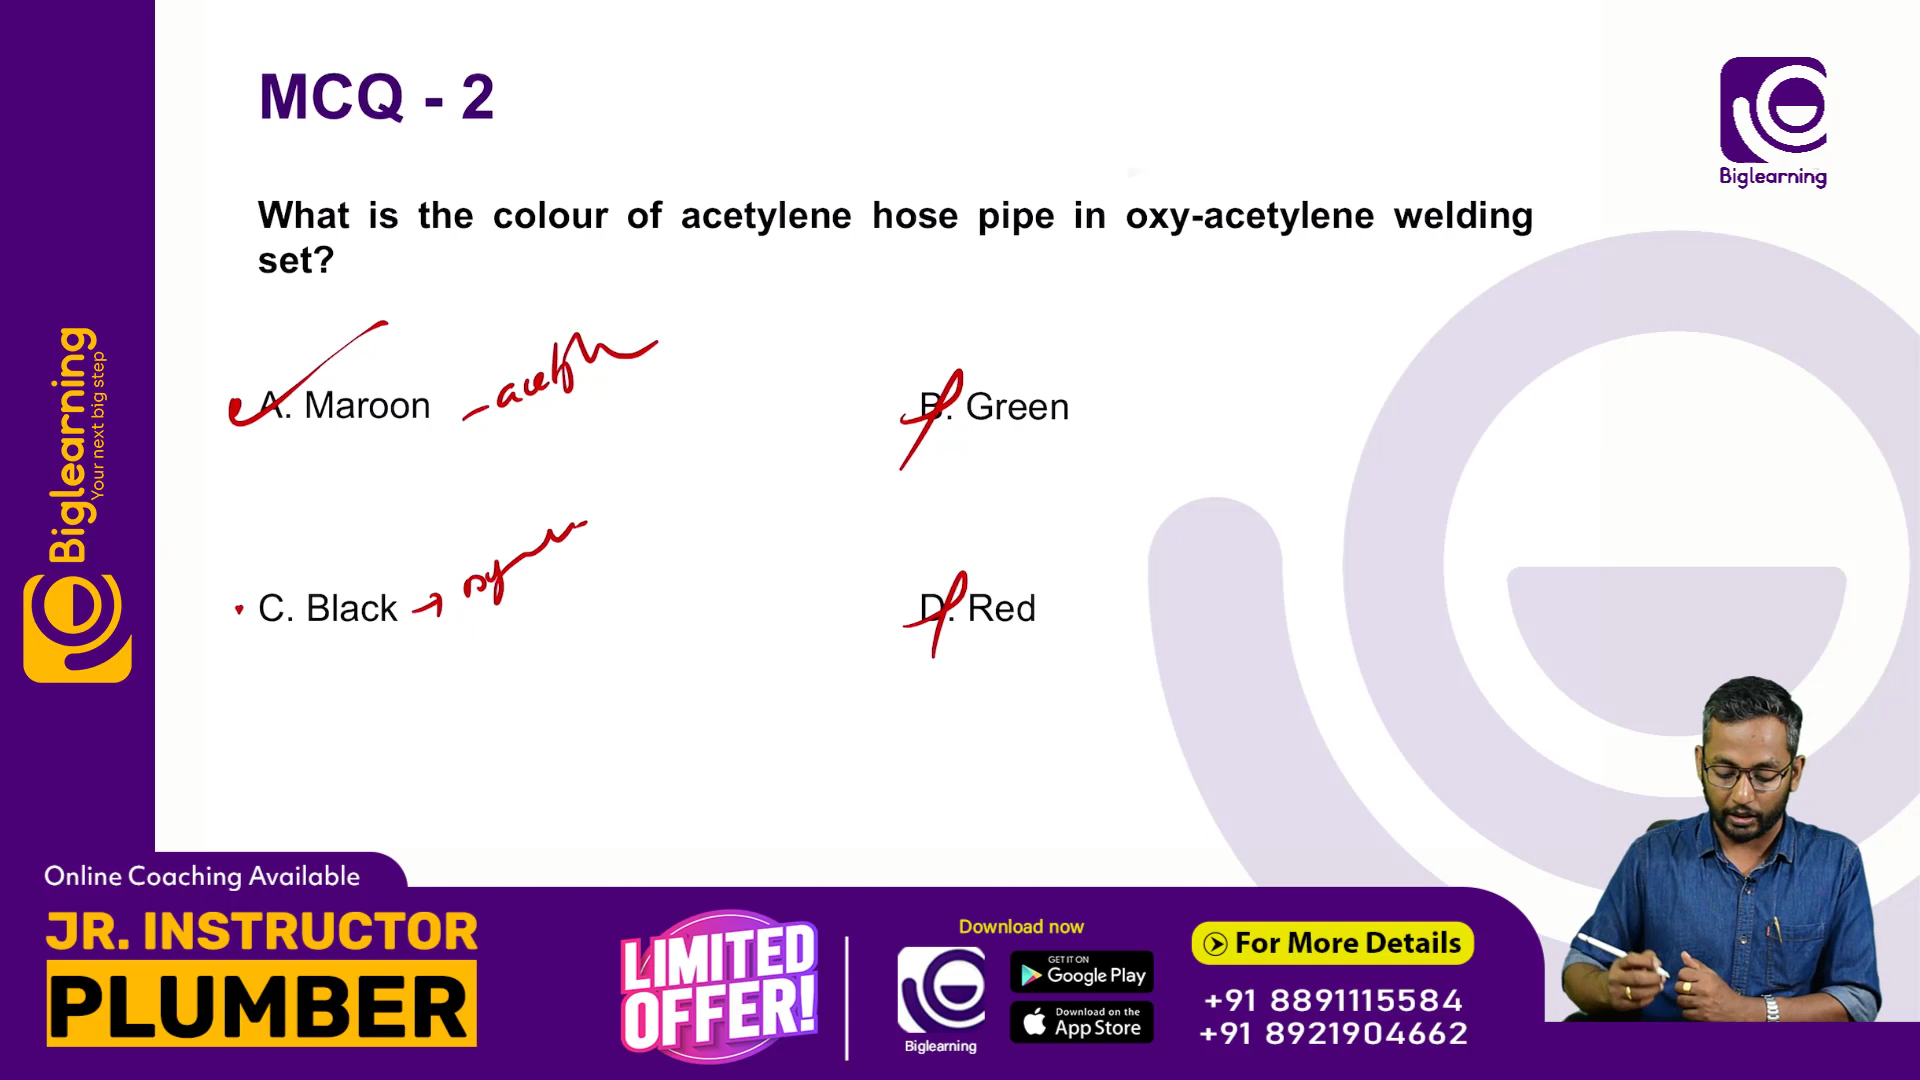 MCQ - 2
Biglearning
What is the colour of acetylene hose pipe in oxy-acetylene welding
set?
A. Maroon
B. Green
C. Black
D. Red
Biglearning
Your next big step
Online Coaching Available
JR. INSTRUCTOR
PLUMBER
LIMITED
OFFER!
Download now
Biglearning
GET IT ON
Google Play
Download on the
App Store
For More Details
+91 8891115584
+91 8921904662